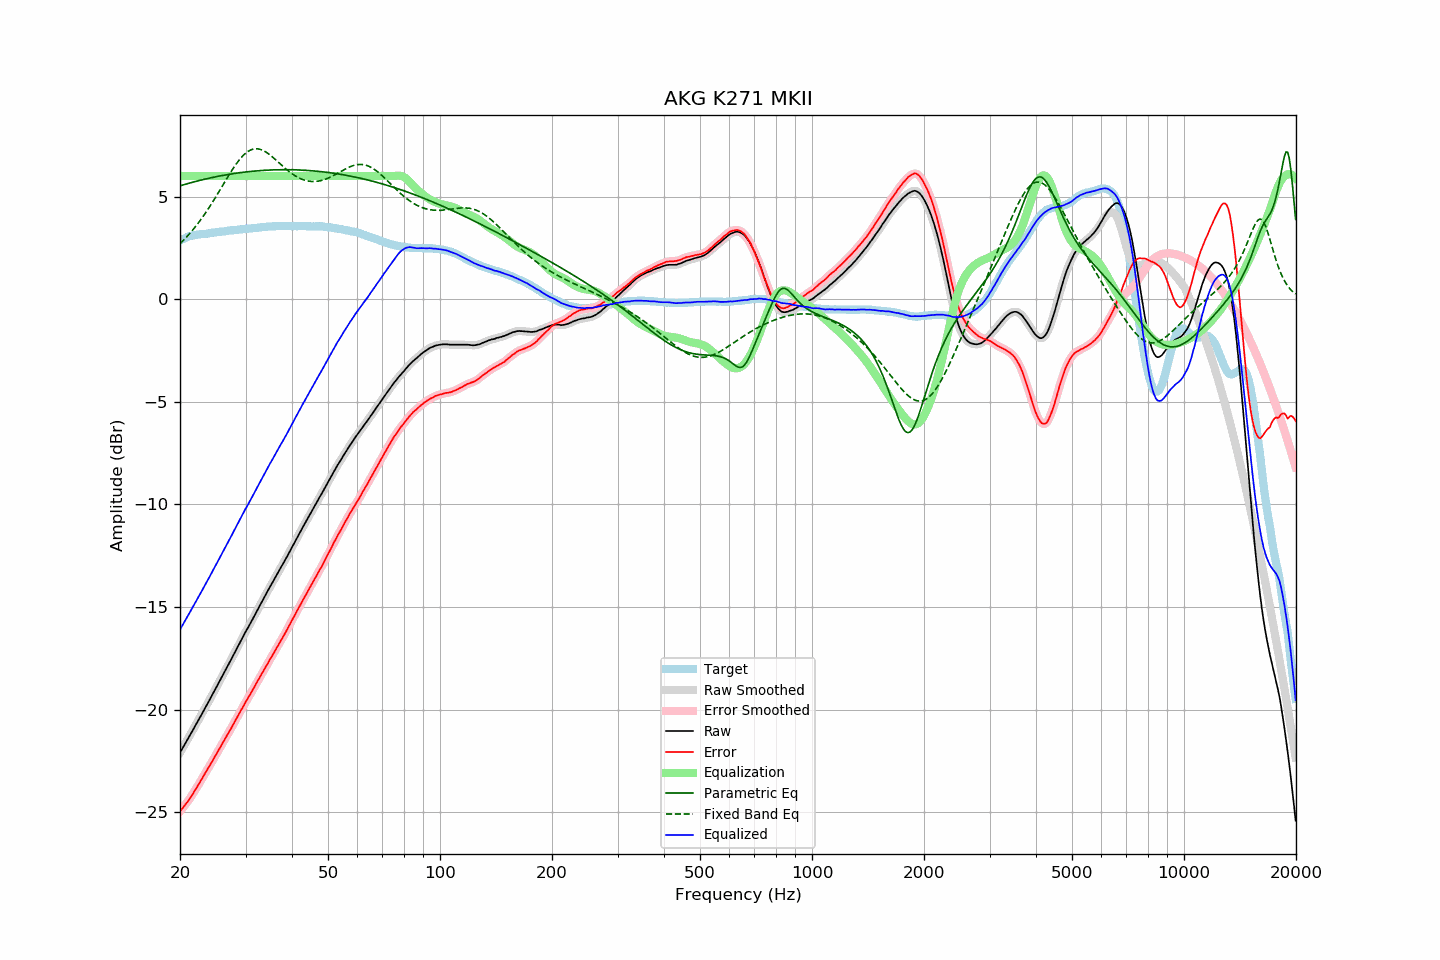 AKG K271 MKII
Amplitude (dBr)
5
0
−5
−10
−15
−20
−25
Target
Raw Smoothed
Error Smoothed
Raw
Error
Equalization
Parametric Eq
Fixed Band Eq
Equalized
20 50 100 200 500 1000 2000 5000 10000 20000
Frequency (Hz)